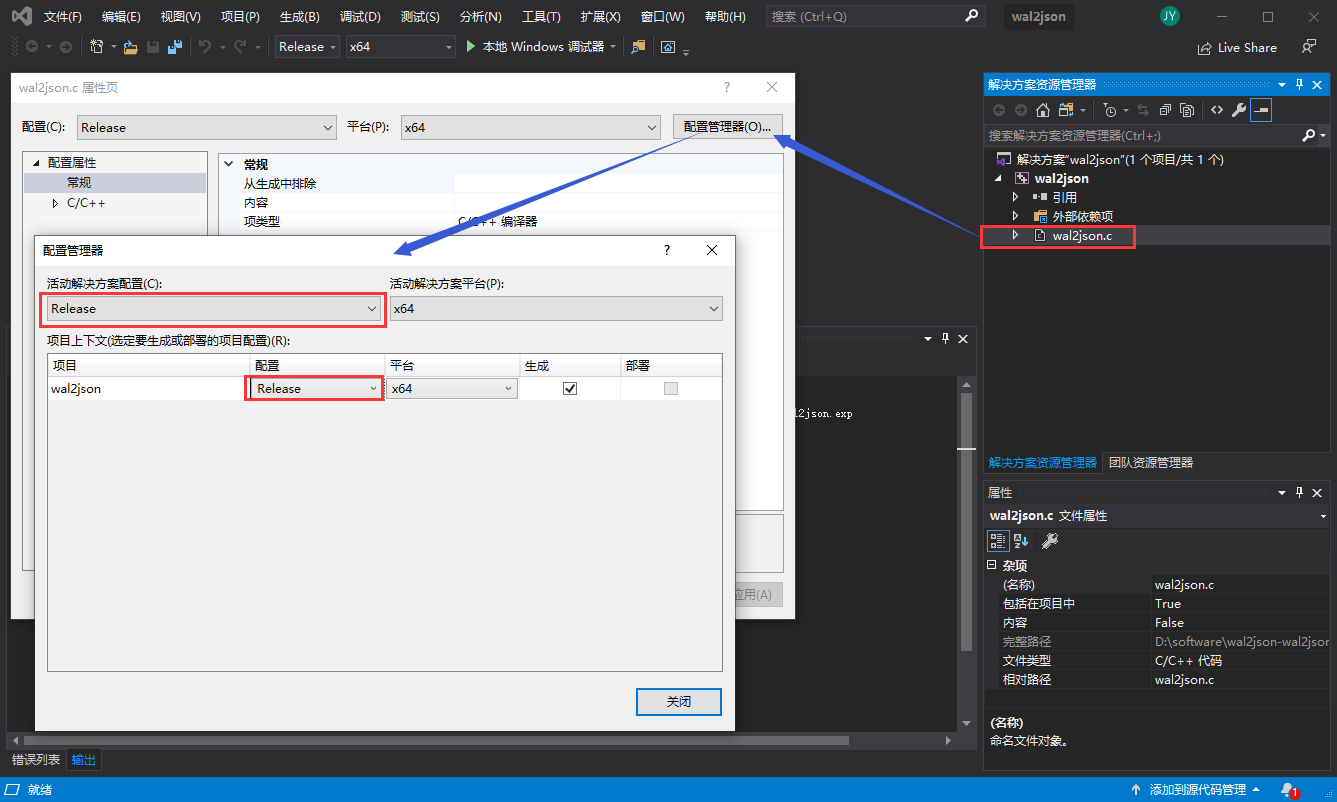 文件(F) 编辑(E) 视图(V) 项目(P) 生成(B) 调试(D) 测试(S) 分析(N) 工具(T) 扩展(X) 窗口(W) 帮助(H) 搜索 (Ctrl+Q) wal2json JY
Release x64 本地 Windows 调试器 Live Share
wal2json.c 属性页 ?
配置(C): Release 平台(P): x64 配置管理器(O)...
配置属性
常规
C/C++
常规
从生成中排除
内容
项类型 C/C++ 编译器
配置管理器 ?
活动解决方案配置(C): 活动解决方案平台(P):
Release x64
项目上下文(选定要生成或部署的项目配置)(R):
项目 配置 平台 生成 部署
wal2json Release x64
关闭
应用(A)
l2json.exp
错误列表 输出
解决方案资源管理器
搜索解决方案资源管理器(Ctrl+;)
解决方案"wal2json"(1 个项目/共 1 个)
wal2json
引用
外部依赖项
wal2json.c
解决方案资源管理器 团队资源管理器
属性
wal2json.c 文件属性
杂项
(名称) wal2json.c
包括在项目中 True
内容 False
完整路径 D:\software\wal2json-wal2jsor
文件类型 C/C++ 代码
相对路径 wal2json.c
(名称)
命名文件对象。
就绪 添加到源代码管理 1